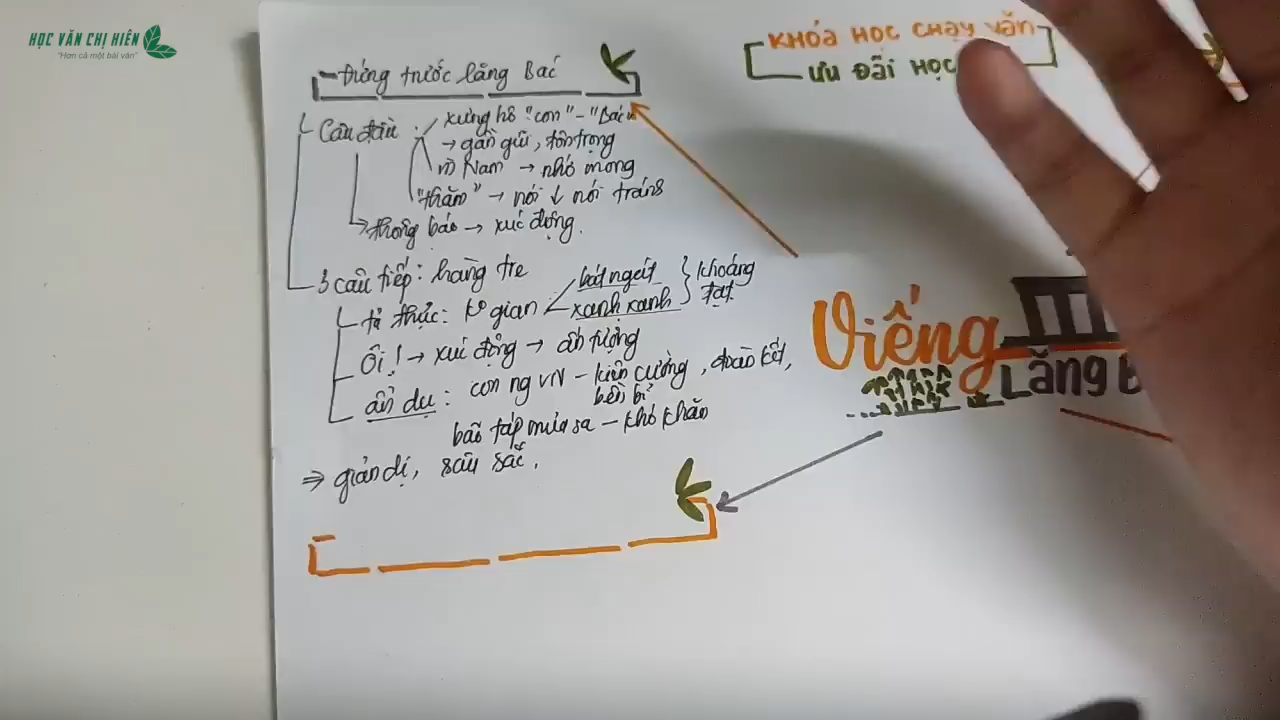 HỌC VĂN CHỊ HIÊN
"Hơn cả một bài văn"
KHÓA HỌC CHẠY VĂN
ƯU ĐÃI HỌC
Đứng trước lăng Bác
Câu đầu: xưng hô "con" - "Bác"
→ gần gũi, tôn trọng
m Nam → nhớ mong
"thăm" → nói ↓ nói tránh
→ thông báo → xúc động.
3 câu tiếp: hàng tre
tả thực: ko gian
bát ngát
xanh xanh
} khoáng đạt
Ôi! → xúc động → ấn tượng
ẩn dụ: con ng VN - kiên cường, đoàn kết,
bền bỉ
bão táp mưa sa - khó khăn
⇒ giản dị, sâu sắc.
Viếng
Lăng